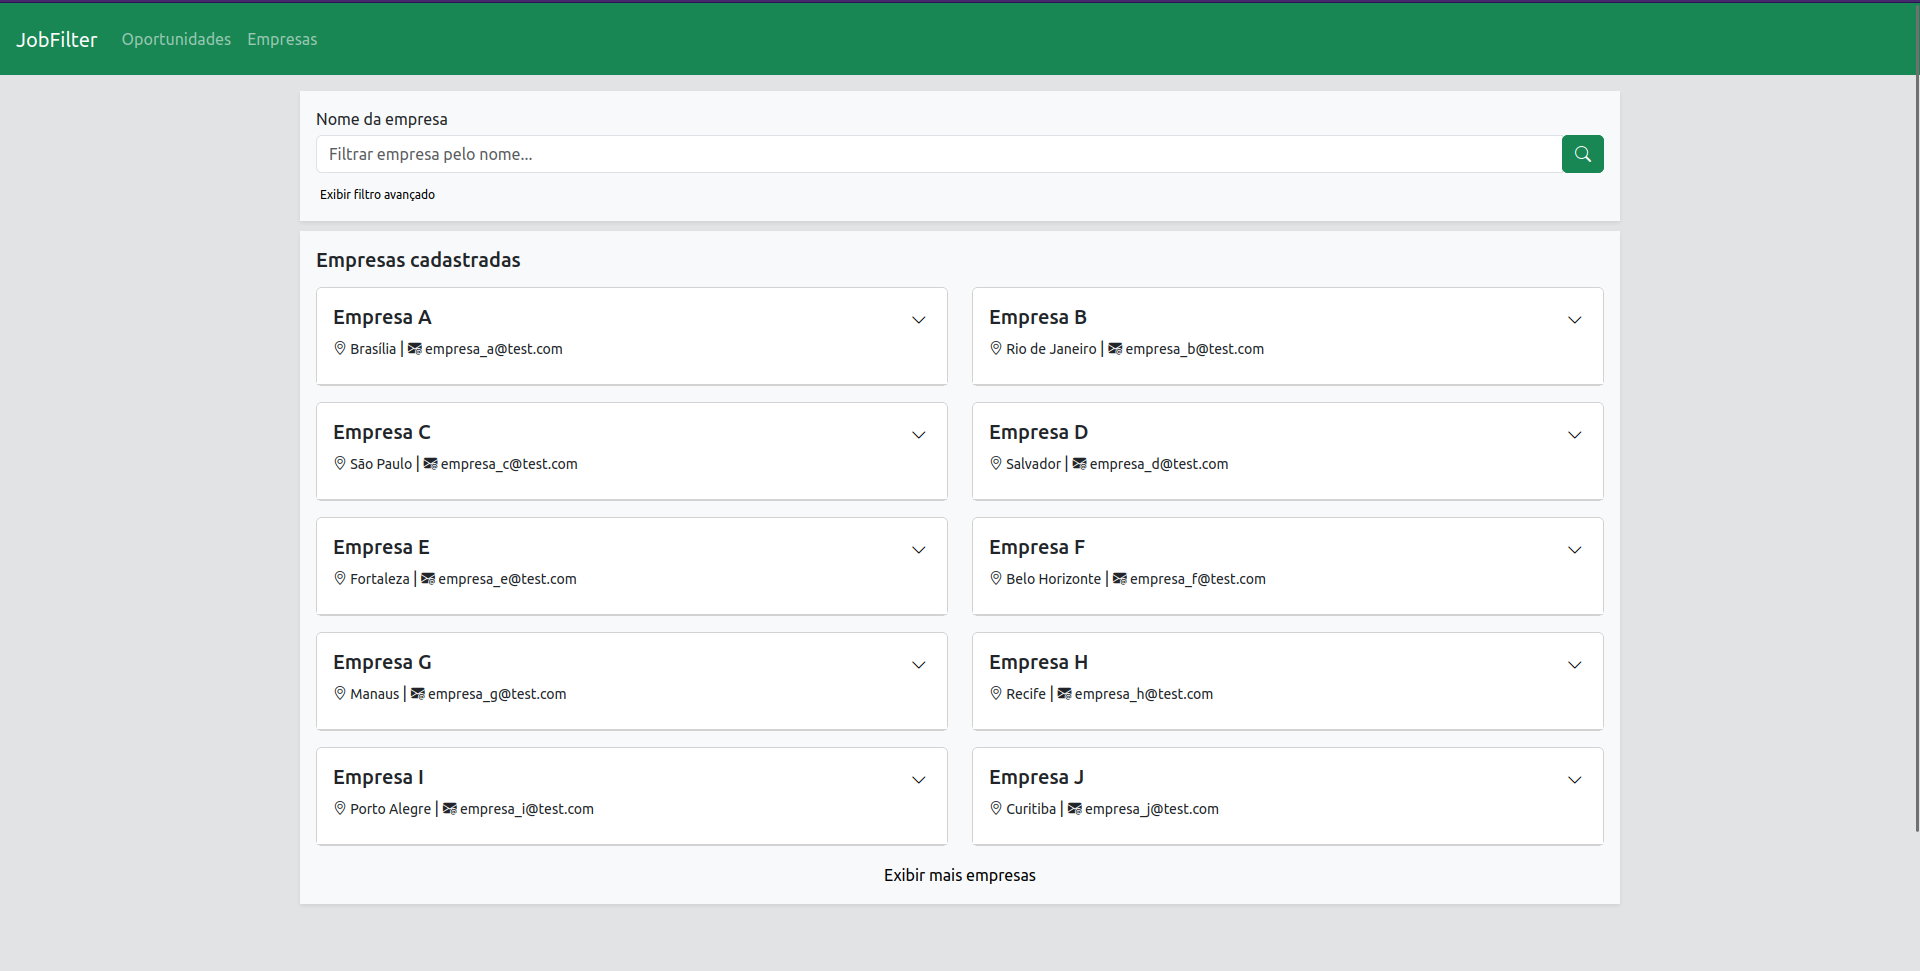 JobFilter Oportunidades Empresas
Nome da empresa
Filtrar empresa pelo nome...
Exibir filtro avançado
Empresas cadastradas
Empresa A
Brasília | empresa_a@test.com
Empresa B
Rio de Janeiro | empresa_b@test.com
Empresa C
São Paulo | empresa_c@test.com
Empresa D
Salvador | empresa_d@test.com
Empresa E
Fortaleza | empresa_e@test.com
Empresa F
Belo Horizonte | empresa_f@test.com
Empresa G
Manaus | empresa_g@test.com
Empresa H
Recife | empresa_h@test.com
Empresa I
Porto Alegre | empresa_i@test.com
Empresa J
Curitiba | empresa_j@test.com
Exibir mais empresas